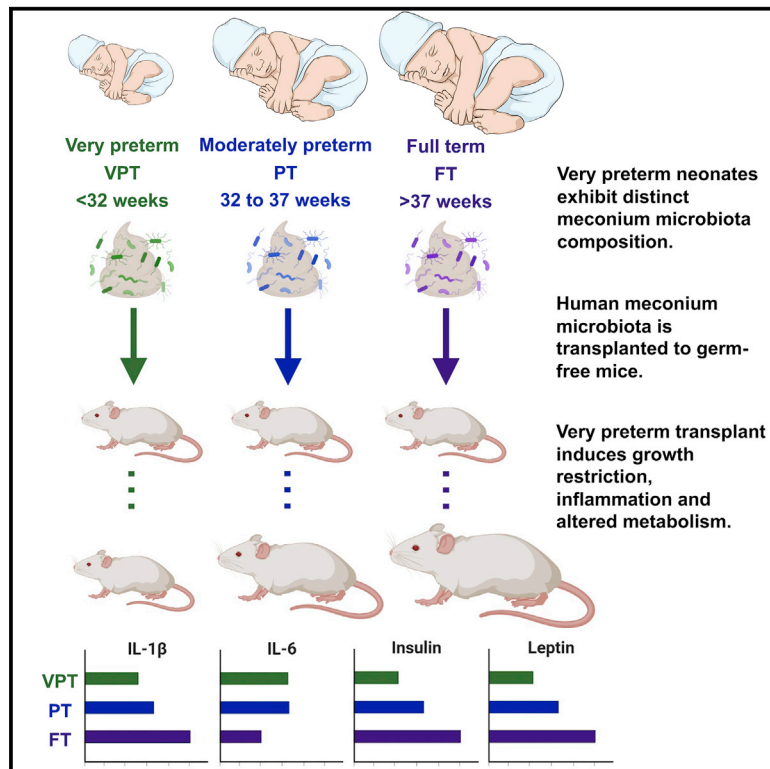 Very preterm
VPT
<32 weeks
Moderately preterm
PT
32 to 37 weeks
Full term
FT
>37 weeks
Very preterm neonates
exhibit distinct
meconium microbiota
composition.
Human meconium
microbiota is
transplanted to germ-
free mice.
Very preterm transplant
induces growth
restriction,
inflammation and
altered metabolism.
IL-1β
IL-6
Insulin
Leptin
VPT
PT
FT